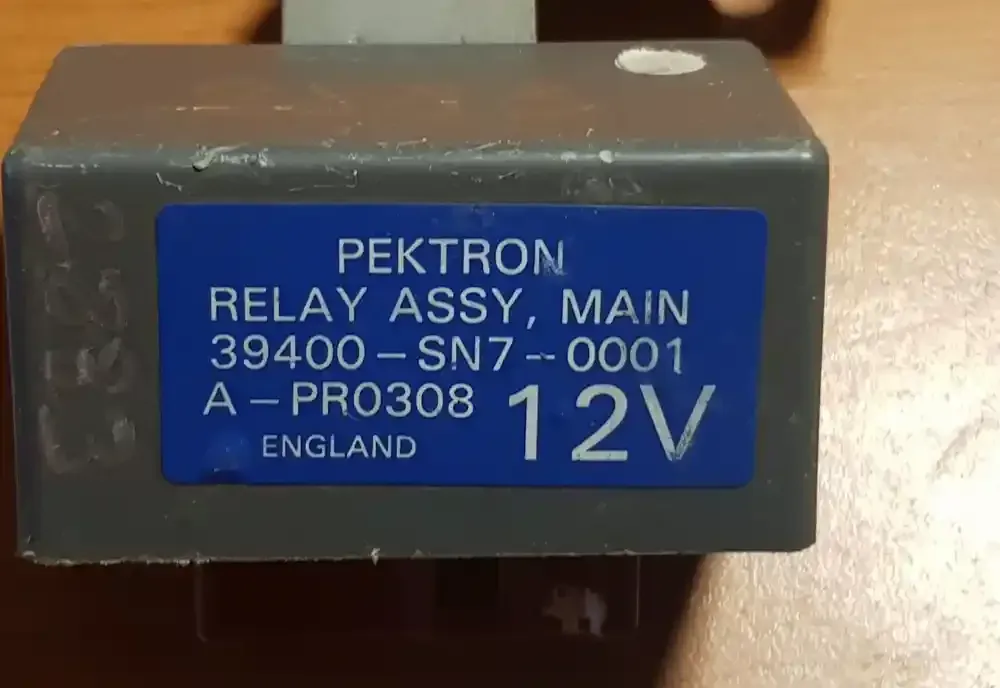 PEKTRON
RELAY ASSY, MAIN
39400-SN7-0001
A-PR0308
12V
ENGLAND